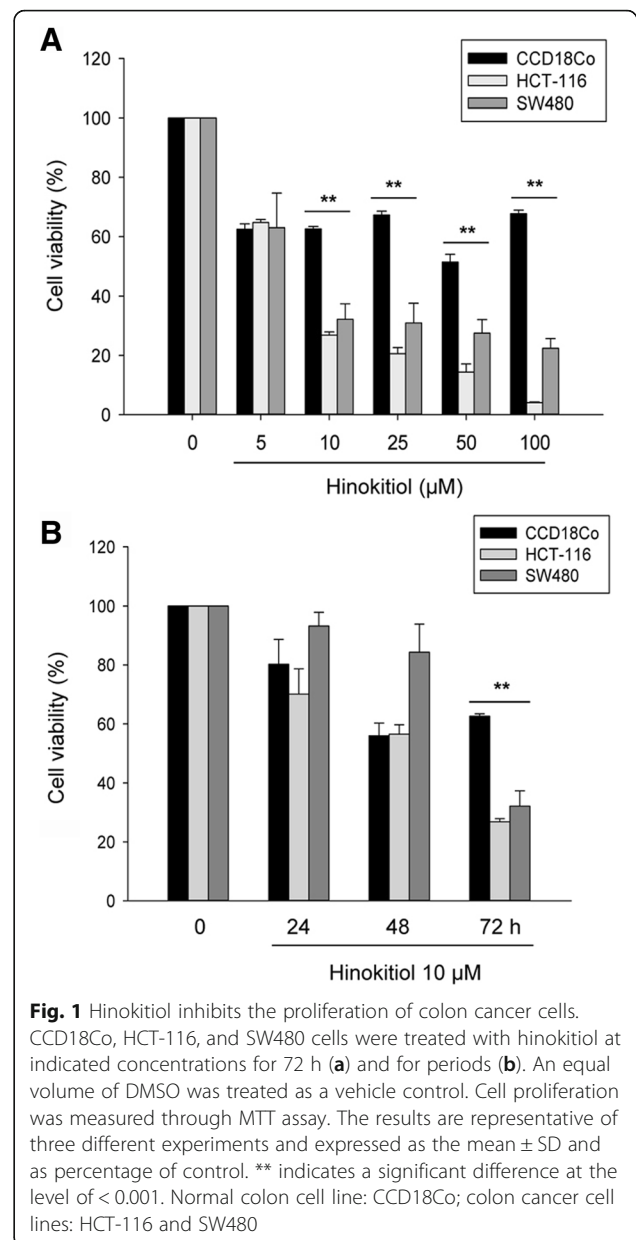 A
CCD18Co
HCT-116
SW480
120
100
80
60
40
20
0
Cell viability (%)
**
**
**
**
0 5 10 25 50 100
Hinokitiol (µM)
B
CCD18Co
HCT-116
SW480
120
100
80
60
40
20
0
Cell viability (%)
**
0 24 48 72 h
Hinokitiol 10 µM
Fig. 1 Hinokitiol inhibits the proliferation of colon cancer cells.
CCD18Co, HCT-116, and SW480 cells were treated with hinokitiol at
indicated concentrations for 72 h (a) and for periods (b). An equal
volume of DMSO was treated as a vehicle control. Cell proliferation
was measured through MTT assay. The results are representative of
three different experiments and expressed as the mean ± SD and
as percentage of control. ** indicates a significant difference at the
level of < 0.001. Normal colon cell line: CCD18Co; colon cancer cell
lines: HCT-116 and SW480